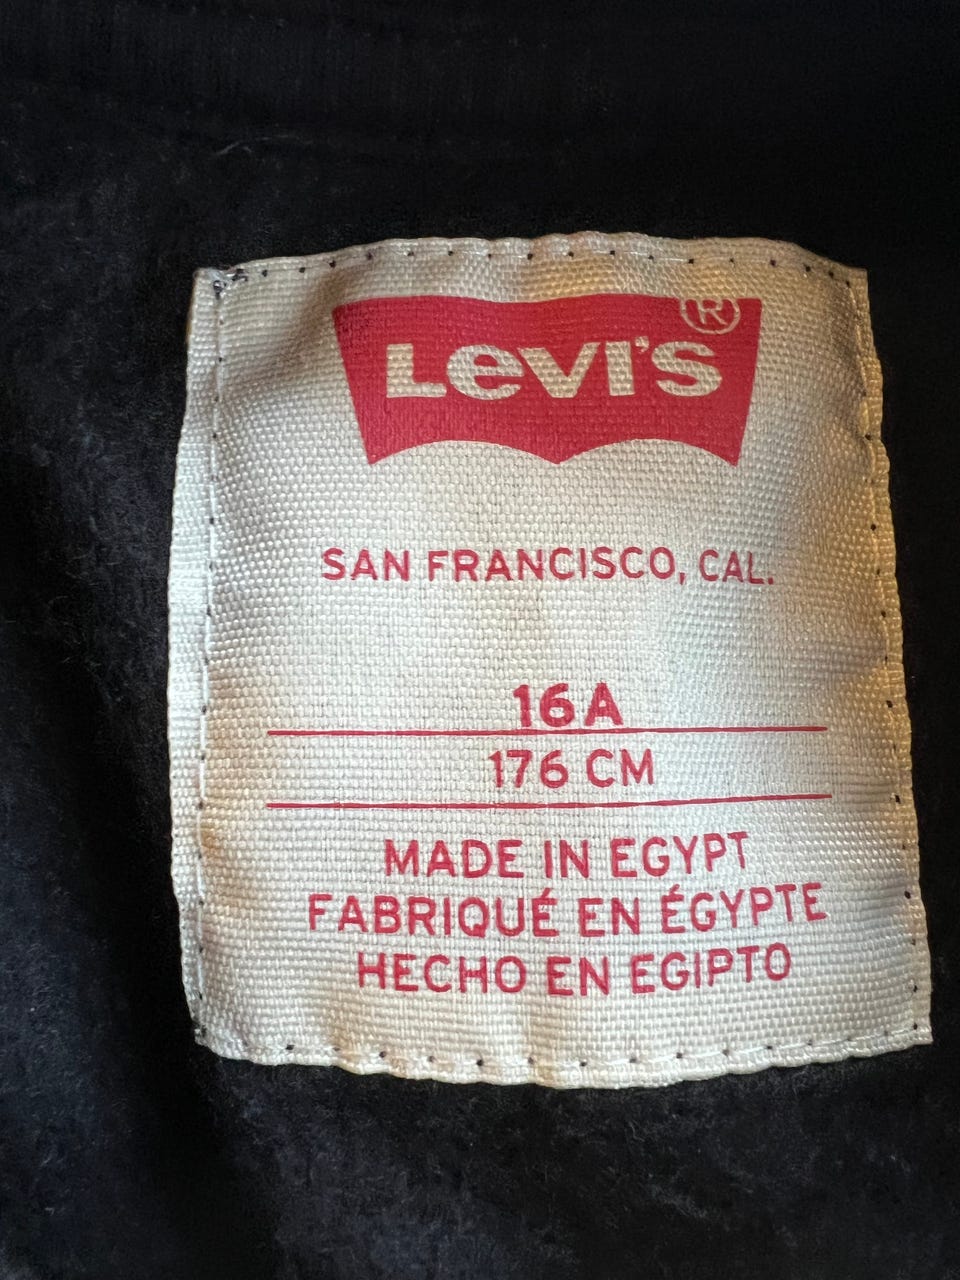 LEVI'S®
SAN FRANCISCO, CAL.
16A
176 CM
MADE IN EGYPT
FABRIQUÉ EN ÉGYPTE
HECHO EN EGIPTO